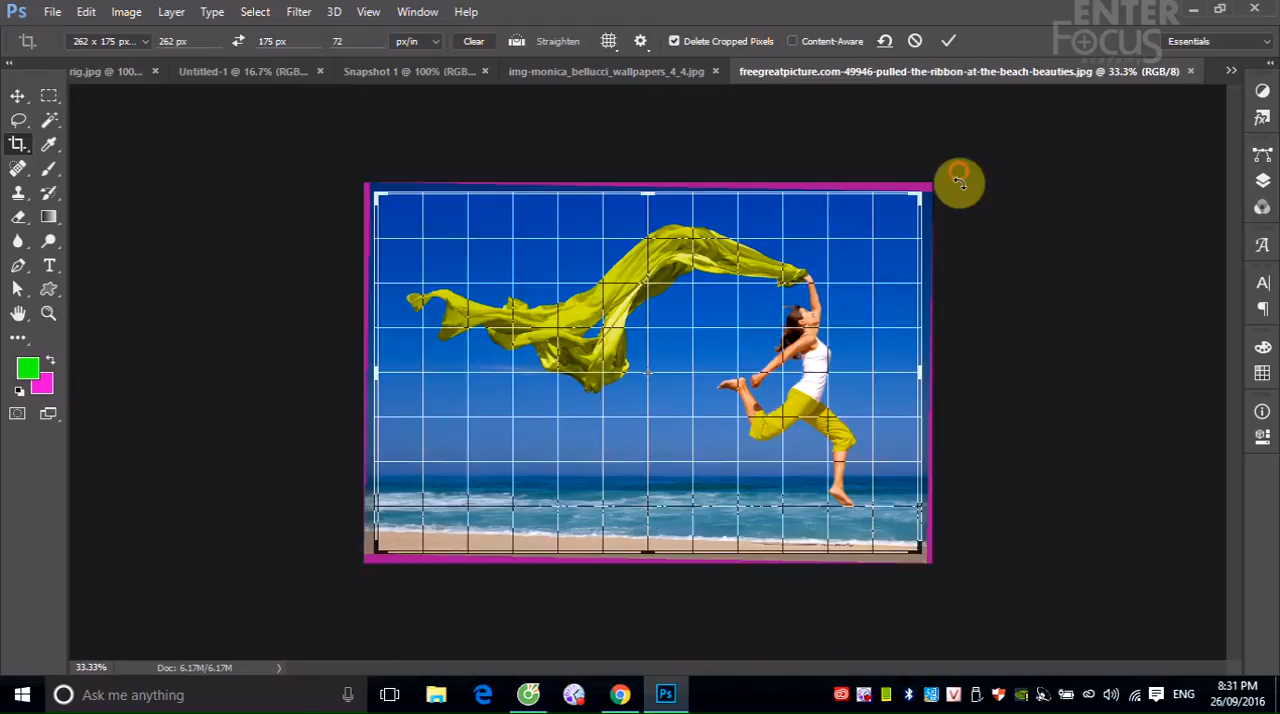 Ps File Edit Image Layer Type Select Filter 3D View Window Help
ENTER
FOCUS
academy
262 x 175 px... 262 px 175 px 72 px/in Clear Straighten Delete Cropped Pixels Content-Aware Essentials
rig.jpg @ 100... Untitled-1 @ 16.7% (RGB... Snapshot 1 @ 100% (RGB... img-monica_bellucci_wallpapers_4_4.jpg freegreatpicture.com-49946-pulled-the-ribbon-at-the-beach-beauties.jpg @ 33.3% (RGB/8)
33.33% Doc: 6.17M/6.17M
Ask me anything Ps ENG 8:31 PM
26/09/2016